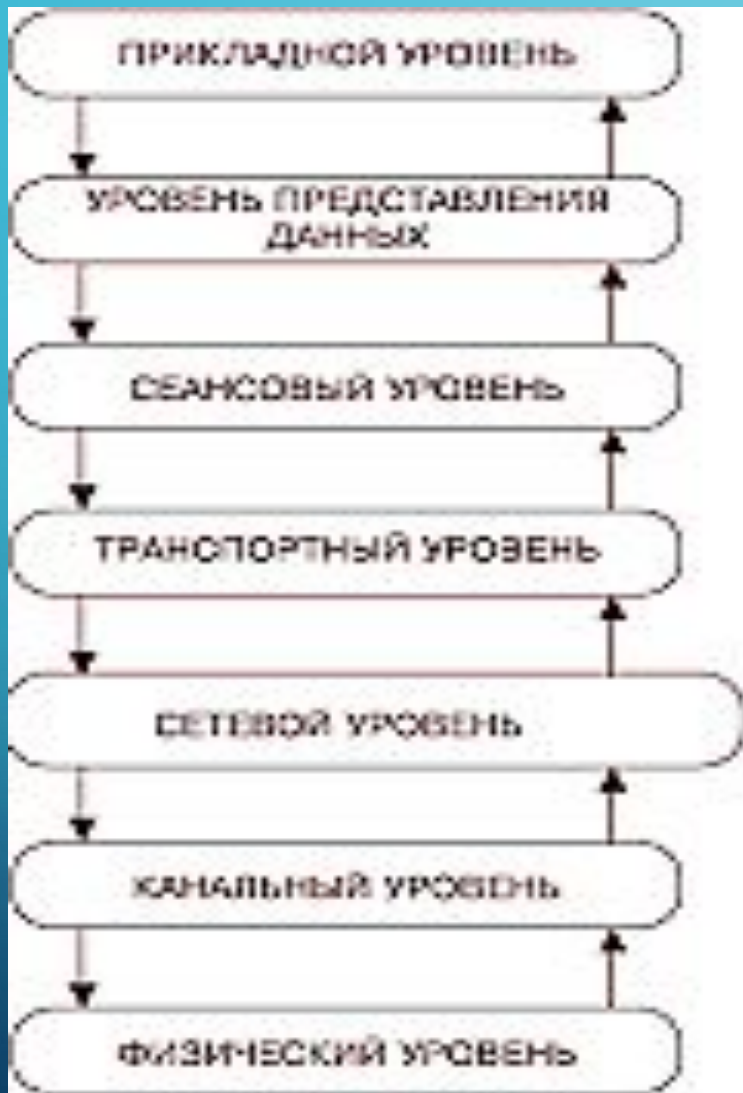 ПРИКЛАДНОЙ УРОВЕНЬ
УРОВЕНЬ ПРЕДСТАВЛЕНИЯ
ДАННЫХ
СЕАНСОВЫЙ УРОВЕНЬ
ТРАНСПОРТНЫЙ УРОВЕНЬ
СЕТЕВОЙ УРОВЕНЬ
КАНАЛЬНЫЙ УРОВЕНЬ
ФИЗИЧЕСКИЙ УРОВЕНЬ